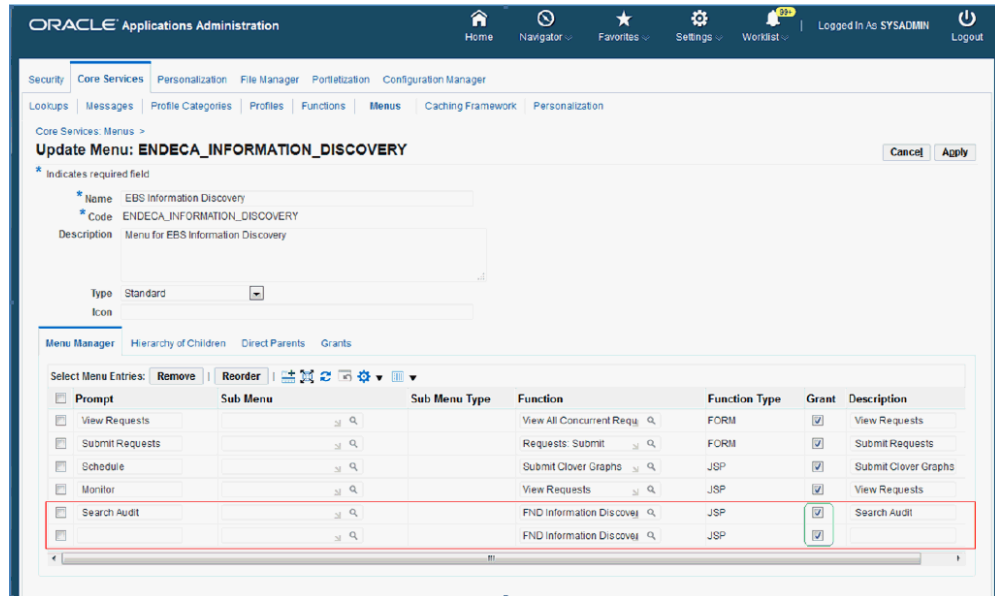 ORACLE Applications Administration
Home
Navigator
Favorites
Settings
99+
Worklist
Logged In As SYSADMIN
Logout
Security Core Services Personalization File Manager Portletization Configuration Manager
Lookups Messages Profile Categories Profiles Functions Menus Caching Framework Personalization
Core Services: Menus >
Update Menu: ENDECA_INFORMATION_DISCOVERY
Cancel Apply
* Indicates required field
* Name EBS Information Discovery
* Code ENDECA_INFORMATION_DISCOVERY
Description Menu for EBS Information Discovery
Type Standard
Icon
Menu Manager Hierarchy of Children Direct Parents Grants
Select Menu Entries: Remove | Reorder |
Prompt Sub Menu Sub Menu Type Function Function Type Grant Description
View Requests View All Concurrent Requ FORM View Requests
Submit Requests Requests: Submit FORM Submit Requests
Schedule Submit Clover Graphs JSP Submit Clover Graphs
Monitor View Requests JSP View Requests
Search Audit FND Information Discover JSP Search Audit
FND Information Discover JSP